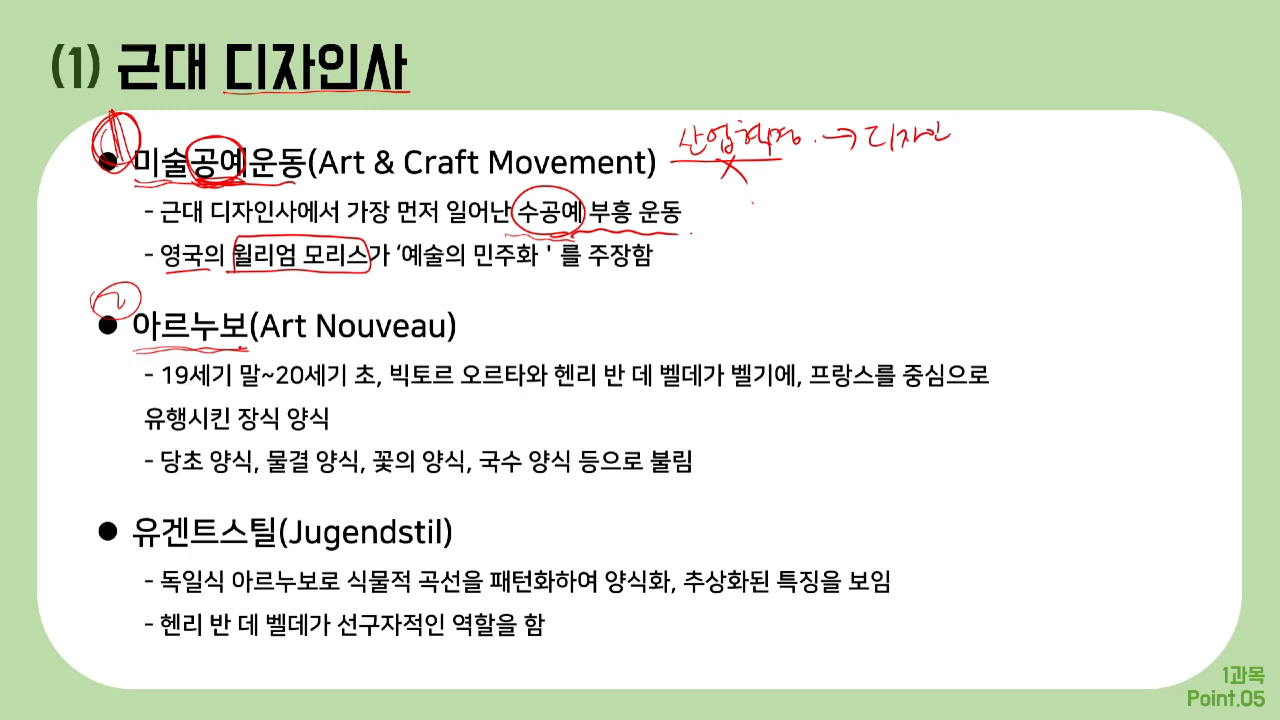 (1) 근대 디자인사
① 미술공예운동(Art & Craft Movement) 산업혁명 → 디자인
- 근대 디자인사에서 가장 먼저 일어난 수공예 부흥 운동
- 영국의 윌리엄 모리스가 ‘예술의 민주화 ' 를 주장함
②
● 아르누보(Art Nouveau)
- 19세기 말~20세기 초, 빅토르 오르타와 헨리 반 데 벨데가 벨기에, 프랑스를 중심으로
유행시킨 장식 양식
- 당초 양식, 물결 양식, 꽃의 양식, 국수 양식 등으로 불림
● 유겐트스틸(Jugendstil)
- 독일식 아르누보로 식물적 곡선을 패턴화하여 양식화, 추상화된 특징을 보임
- 헨리 반 데 벨데가 선구자적인 역할을 함
1과목
Point.05